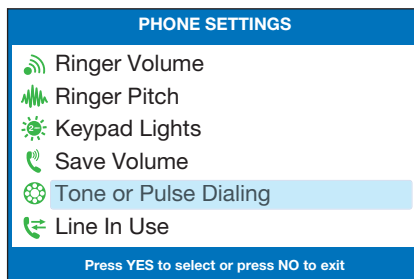 PHONE SETTINGS
Ringer Volume
Ringer Pitch
Keypad Lights
Save Volume
Tone or Pulse Dialing
Line In Use
Press YES to select or press NO to exit